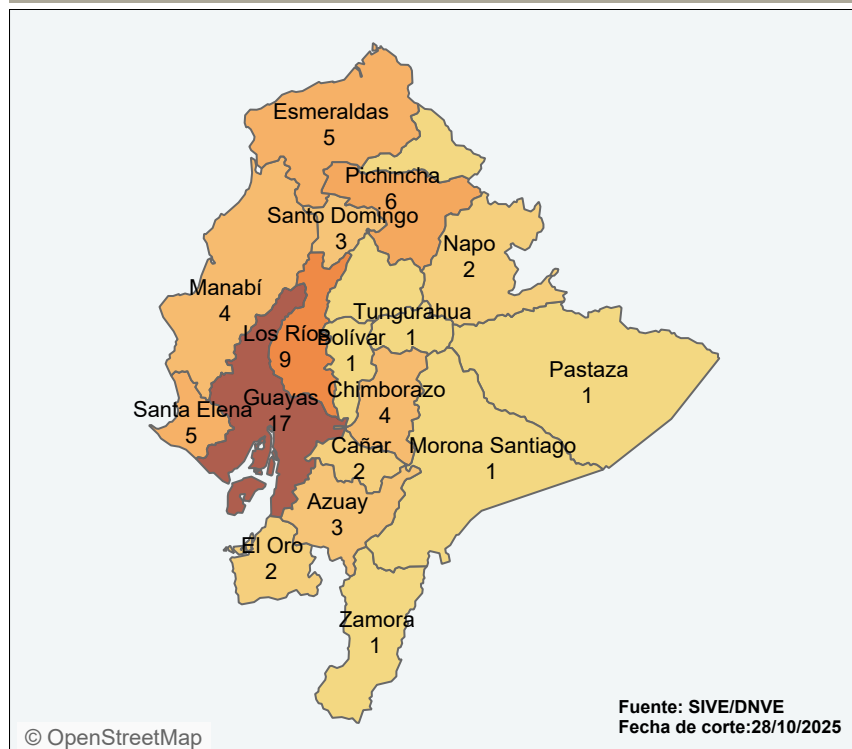 Esmeraldas
5
Pichincha
6
Santo Domingo
3
Napo
2
Manabí
4
Tungurahua
1
Los Ríos
9
Bolívar
1
Pastaza
1
Chimborazo
4
Guayas
17
Santa Elena
5
Morona Santiago
1
Cañar
2
Azuay
3
El Oro
2
Zamora
1
Fuente: SIVE/DNVE
Fecha de corte:28/10/2025
© OpenStreetMap